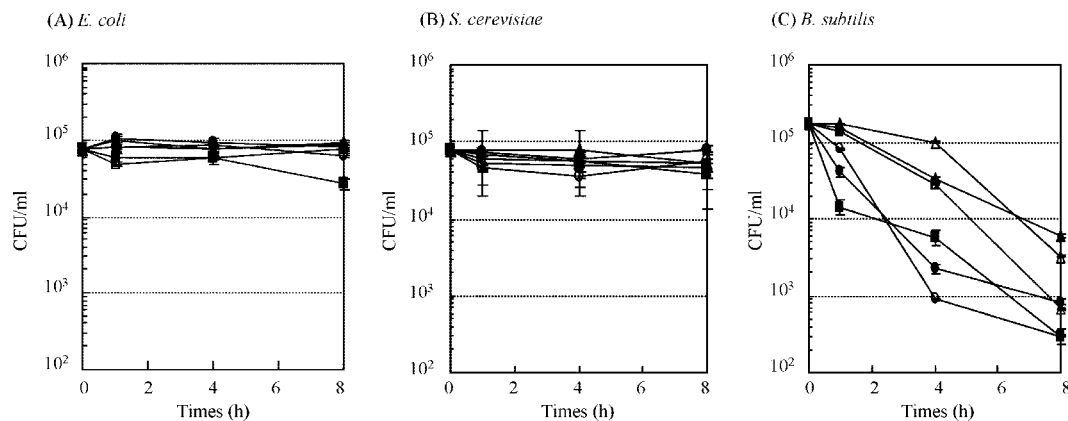 (A) E. coli
(B) S. cerevisiae
(C) B. subtilis
CFU/ml
10⁶
10⁵
10⁴
10³
10²
0 2 4 6 8
Times (h)
CFU/ml
10⁶
10⁵
10⁴
10³
10²
0 2 4 6 8
Times (h)
CFU/ml
10⁶
10⁵
10⁴
10³
10²
0 2 4 6 8
Times (h)